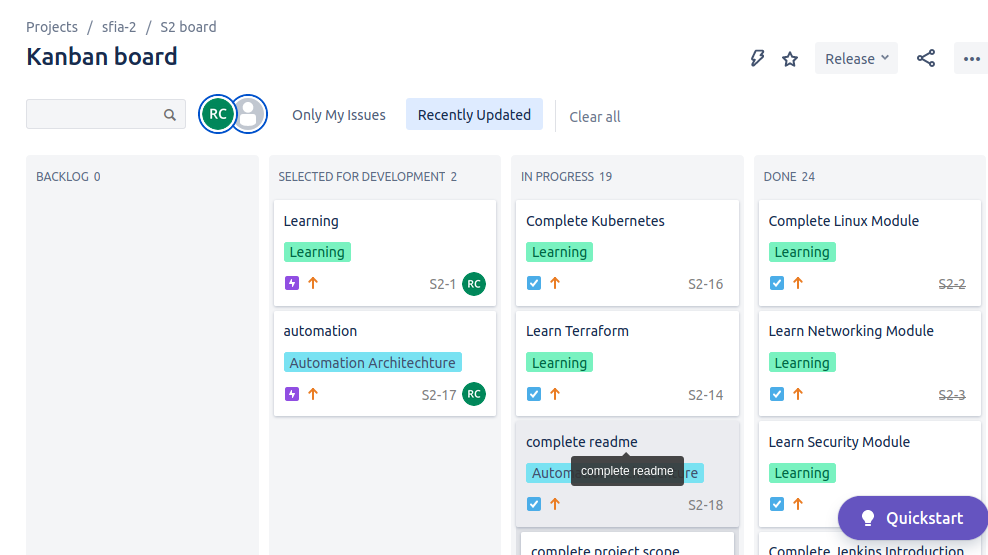 Projects / sfia-2 / S2 board
Kanban board
Release
RC
Only My Issues
Recently Updated
Clear all
BACKLOG 0
SELECTED FOR DEVELOPMENT 2
Learning
Learning
S2-1 RC
automation
Automation Architechture
S2-17 RC
IN PROGRESS 19
Complete Kubernetes
Learning
S2-16
Learn Terraform
Learning
S2-14
complete readme
complete readme
S2-18
complete project scope
DONE 24
Complete Linux Module
Learning
S2-2
Learn Networking Module
Learning
S2-3
Learn Security Module
Learning
Quickstart
Complete Jenkins Introduction